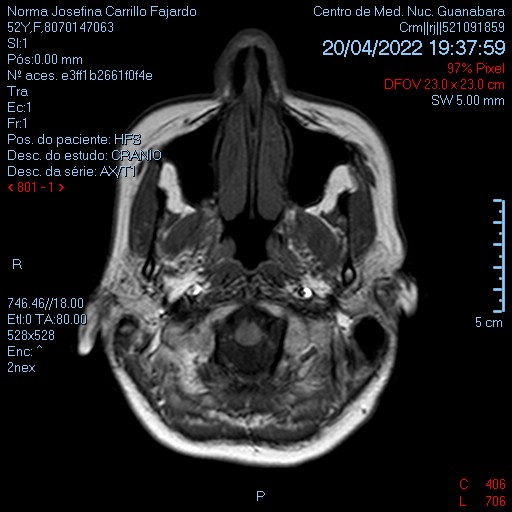 Norma Josefina Carrillo Fajardo
52Y,F,8070147063
Sl:1
Pós:0.00 mm
Nº aces. e3ff1b2661f0f4e
Tra
Ec:1
Fr:1
Pos. do paciente: HFS
Desc. do estudo: CRANIO
Desc. da série: AX/T1
< 801 - 1 >
Centro de Med. Nuc. Guanabara
Crm||rj||521091859
20/04/2022 19:37:59
97% Pixel
DFOV 23.0 x 23.0 cm
SW 5.00 mm
R
5 cm
746.46//18.00
Etl:0 TA:80.00
528x528
Enc: ^
2nex
P
C 406
L 706